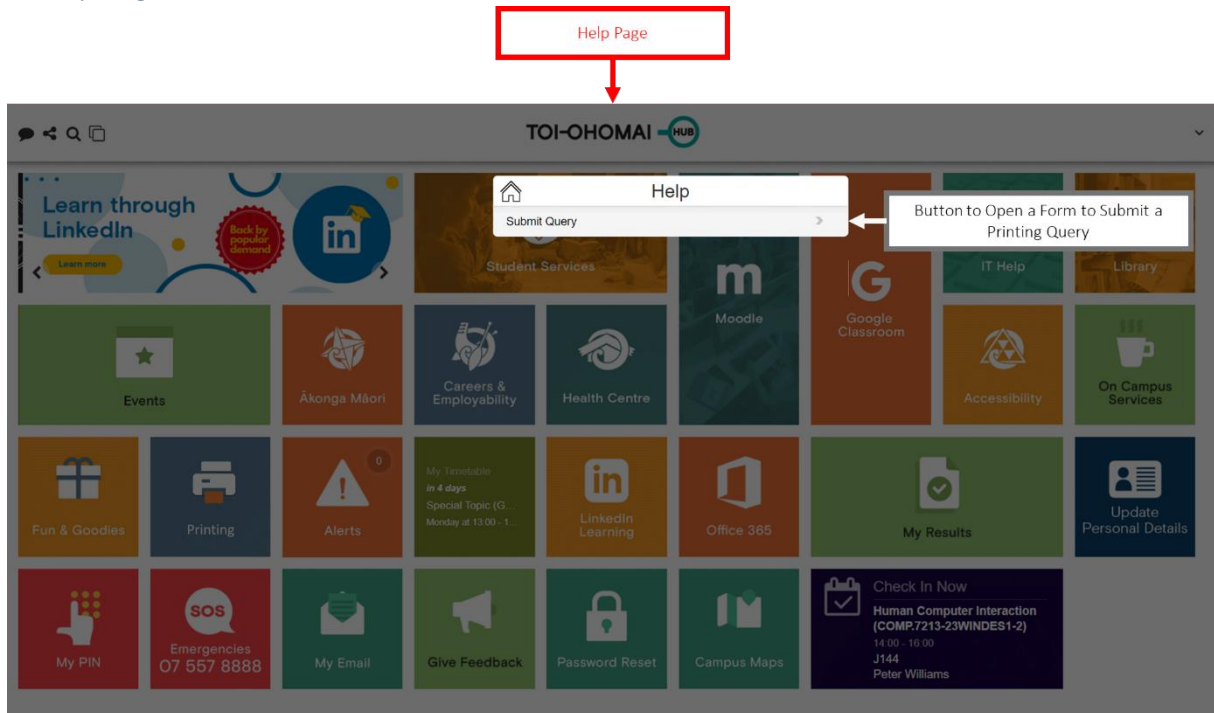 Help Page
TOI-OHOMAI HUB
Learn through
LinkedIn
Back by
popular
demand
Learn more
in
Student Services
Help
Submit Query
Button to Open a Form to Submit a
Printing Query
m
Moodle
G
Google
Classroom
IT Help
Library
Events
Ākonga Māori
Careers &
Employability
Health Centre
Accessibility
On Campus
Services
Fun & Goodies
Printing
0
Alerts
My Timetable
in 4 days
Special Topic (G...
Monday at 13:00 - 1...
in
LinkedIn
Learning
Office 365
My Results
Update
Personal Details
My PIN
SOS
Emergencies
07 557 8888
My Email
Give Feedback
Password Reset
Campus Maps
Check In Now
Human Computer Interaction
(COMP.7213-23WINDES1-2)
14:00 - 16:00
J144
Peter Williams